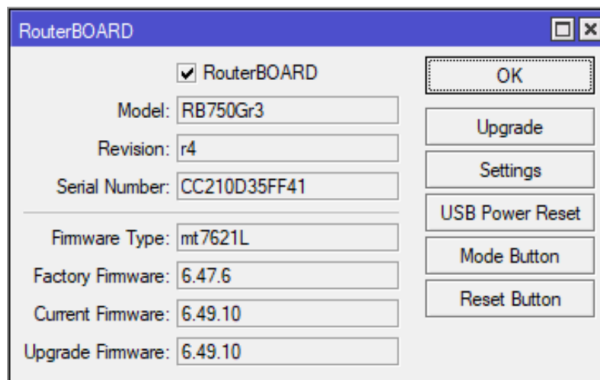 RouterBOARD
RouterBOARD
Model: RB750Gr3
Revision: r4
Serial Number: CC210D35FF41
Firmware Type: mt7621L
Factory Firmware: 6.47.6
Current Firmware: 6.49.10
Upgrade Firmware: 6.49.10
OK
Upgrade
Settings
USB Power Reset
Mode Button
Reset Button